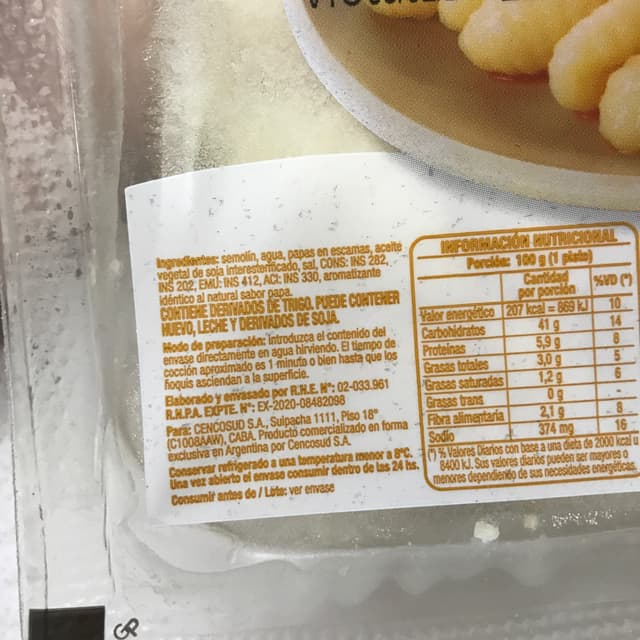 Ingredientes: semolín, agua, papas en escamas, aceite
vegetal de soja interesterificado, sal, CONS: INS 282,
INS 202, EMU: INS 412, ACI: INS 330, aromatizante
idéntico al natural sabor papa.
CONTIENE DERIVADOS DE TRIGO, PUEDE CONTENER
HUEVO, LECHE Y DERIVADOS DE SOJA.
Modo de preparación: Introduzca el contenido del
envase directamente en agua hirviendo. El tiempo de
cocción aproximado es 1 minuto o bien hasta que los
ñoquis asciendan a la superficie.
Elaborado y envasado por R.N.E. N°: 02-033.961
R.N.P.A. EXPTE. N°: EX-2020-08482098
Para: CENCOSUD S.A., Suipacha 1111, Piso 18°
(C1008AAW), CABA. Producto comercializado en forma
exclusiva en Argentina por Cencosud S.A.
Conservar refrigerado a una temperatura menor a 8°C.
Una vez abierto el envase consumir dentro de las 24 hs.
Consumir antes de / Lote: ver envase
INFORMACIÓN NUTRICIONAL
Porción: 100 g (1 plato)
Cantidad por porción %VD (*)
Valor energético 207 kcal = 869 kJ 10
Carbohidratos 41 g 14
Proteínas 5,9 g 8
Grasas totales 3,0 g 5
Grasas saturadas 1,2 g 6
Grasas trans 0 g -
Fibra alimentaria 2,1 g 8
Sodio 374 mg 16
(*) % Valores Diarios con base a una dieta de 2000 kcal u
8400 kJ. Sus valores diarios pueden ser mayores o
menores dependiendo de sus necesidades energéticas.